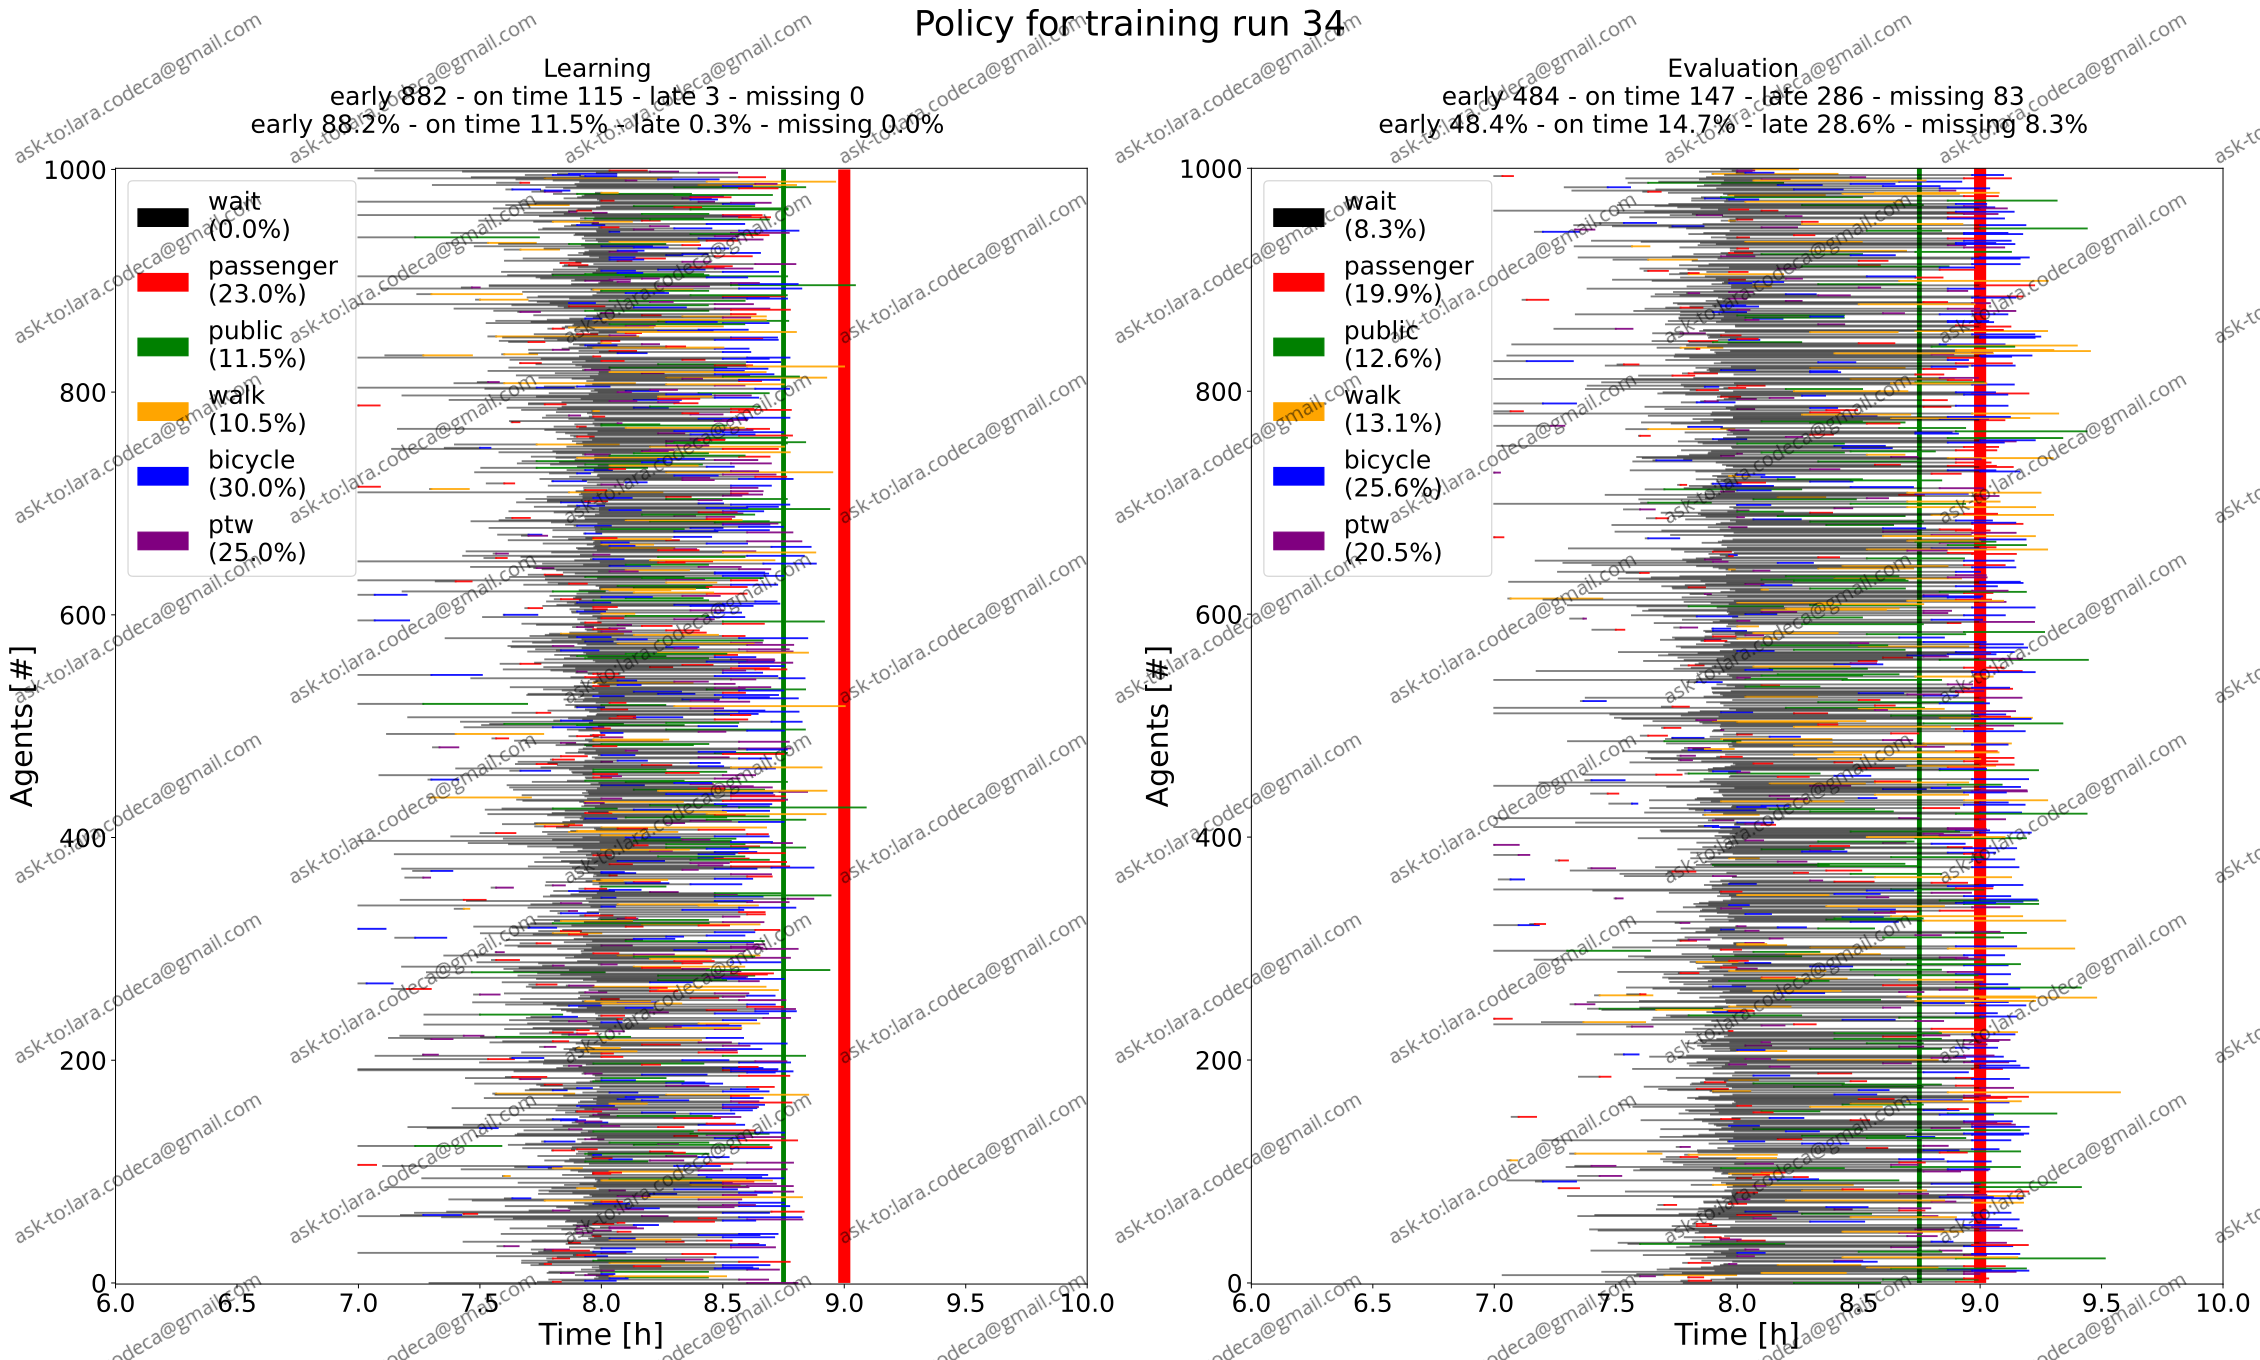 Policy for training run 34
Learning
early 882 - on time 115 - late 3 - missing 0
early 88.2% - on time 11.5% - late 0.3% - missing 0.0%
1000
800
600
400
200
0
Agents [#]
wait
(0.0%)
passenger
(23.0%)
public
(11.5%)
walk
(10.5%)
bicycle
(30.0%)
ptw
(25.0%)
6.0 6.5 7.0 7.5 8.0 8.5 9.0 9.5 10.0
Time [h]
Evaluation
early 484 - on time 147 - late 286 - missing 83
early 48.4% - on time 14.7% - late 28.6% - missing 8.3%
1000
800
600
400
200
0
Agents [#]
wait
(8.3%)
passenger
(19.9%)
public
(12.6%)
walk
(13.1%)
bicycle
(25.6%)
ptw
(20.5%)
6.0 6.5 7.0 7.5 8.0 8.5 9.0 9.5 10.0
Time [h]
ask-to:lara.codeca@gmail.com